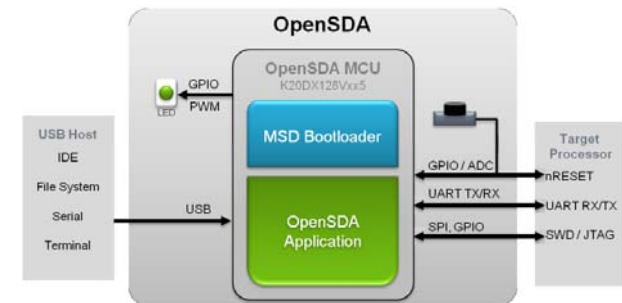 OpenSDA
OpenSDA MCU
K20DX128Vxx5
GPIO
LED
PWM
MSD Bootloader
USB Host
IDE
File System
Serial
Terminal
USB
OpenSDA
Application
GPIO / ADC
UART TX/RX
SPI, GPIO
Target
Processor
nRESET
UART RX/TX
SWD / JTAG